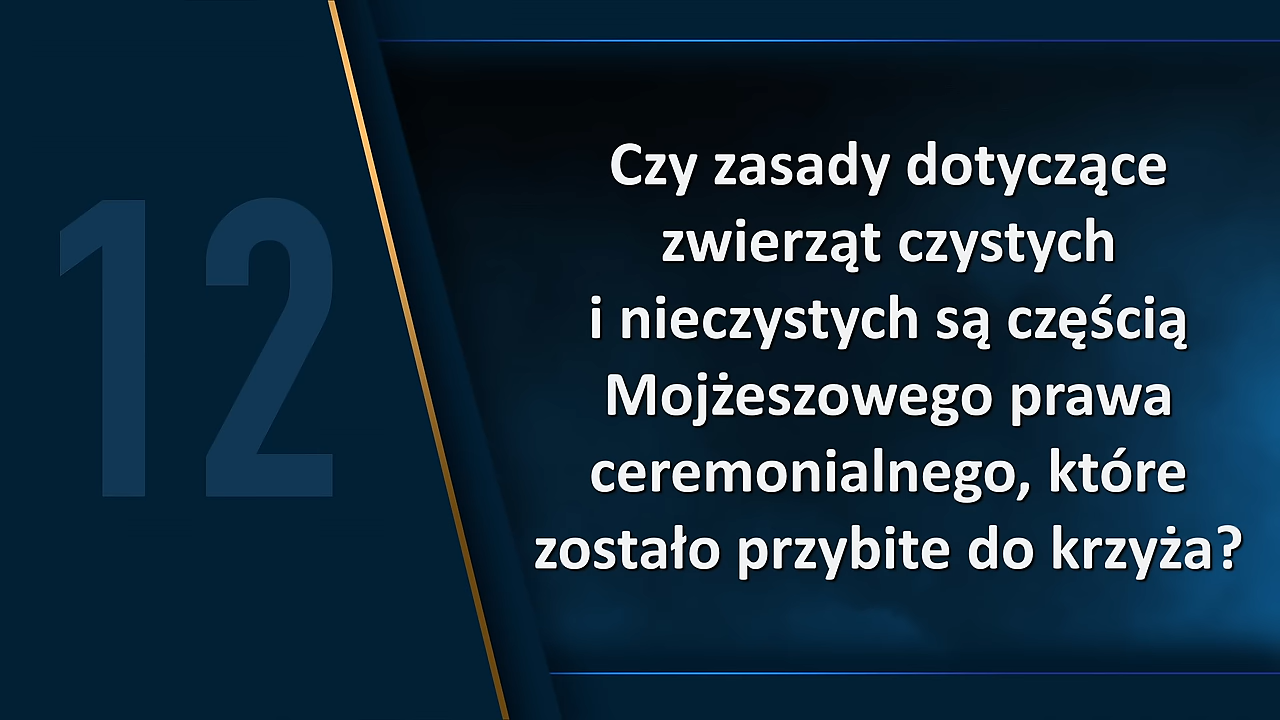 12
Czy zasady dotyczące
zwierząt czystych
i nieczystych są częścią
Mojżeszowego prawa
ceremonialnego, które
zostało przybite do krzyża?